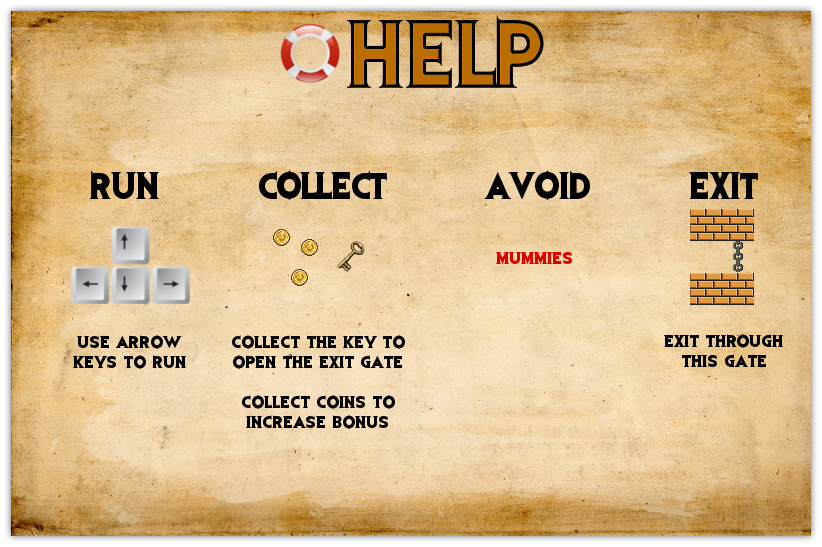 HELP
RUN
COLLECT
AVOID
EXIT
MUMMIES
USE ARROW
KEYS TO RUN
COLLECT THE KEY TO
OPEN THE EXIT GATE
COLLECT COINS TO
INCREASE BONUS
EXIT THROUGH
THIS GATE